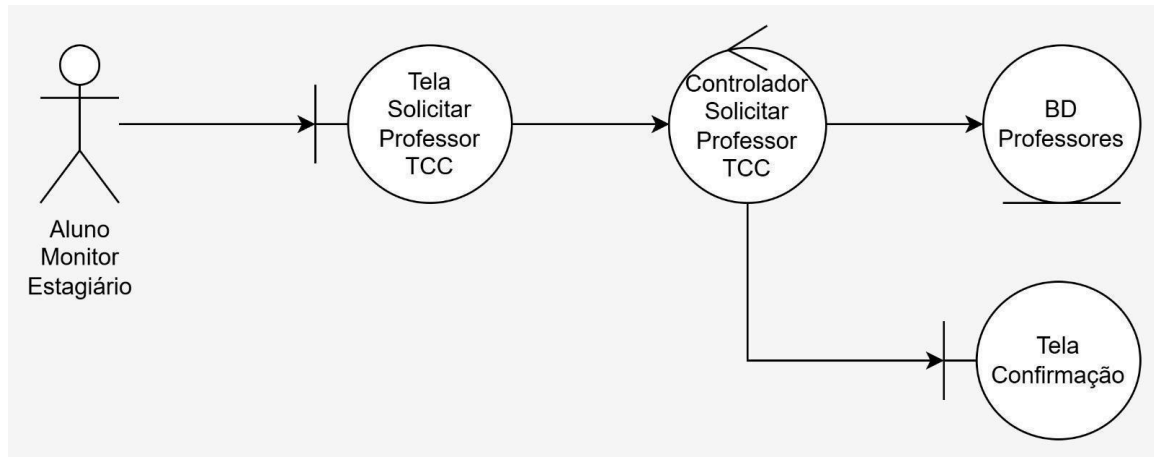 Aluno
Monitor
Estagiário
Tela
Solicitar
Professor
TCC
Controlador
Solicitar
Professor
TCC
BD
Professores
Tela
Confirmação